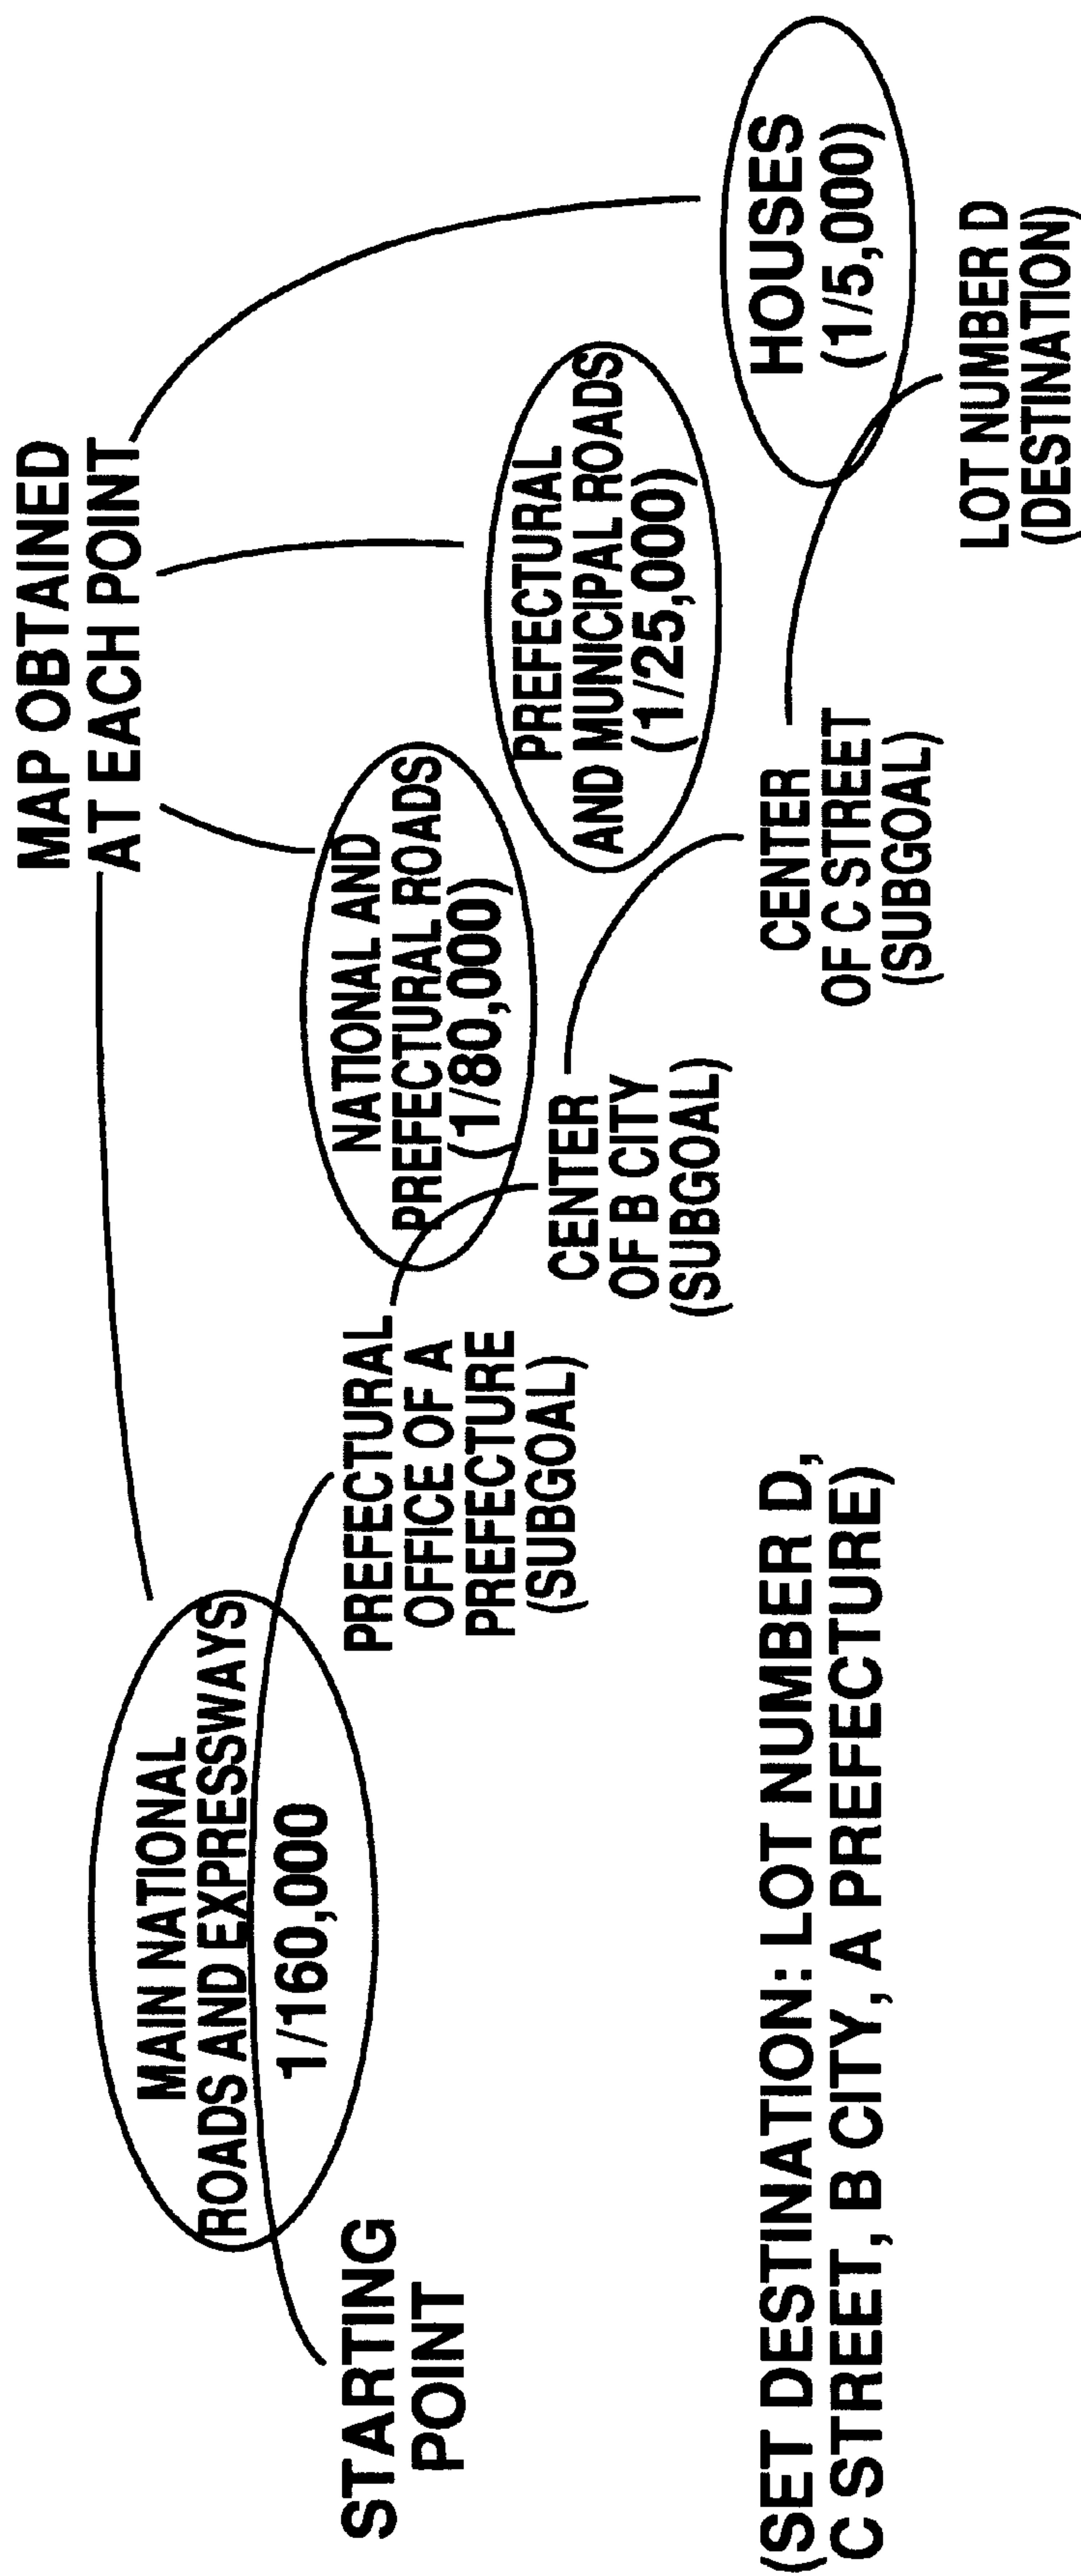 MAP OBTAINED
AT EACH POINT
MAIN NATIONAL
ROADS AND EXPRESSWAYS
1/160,000
NATIONAL AND
PREFECTURAL ROADS
(1/80,000)
PREFECTURAL
AND MUNICIPAL ROADS
(1/25,000)
HOUSES
(1/5,000)
STARTING
POINT
PREFECTURAL
OFFICE OF A
PREFECTURE
(SUBGOAL)
CENTER
OF B CITY
(SUBGOAL)
CENTER
OF C STREET
(SUBGOAL)
LOT NUMBER D
(DESTINATION)
(SET DESTINATION: LOT NUMBER D,
C STREET, B CITY, A PREFECTURE)